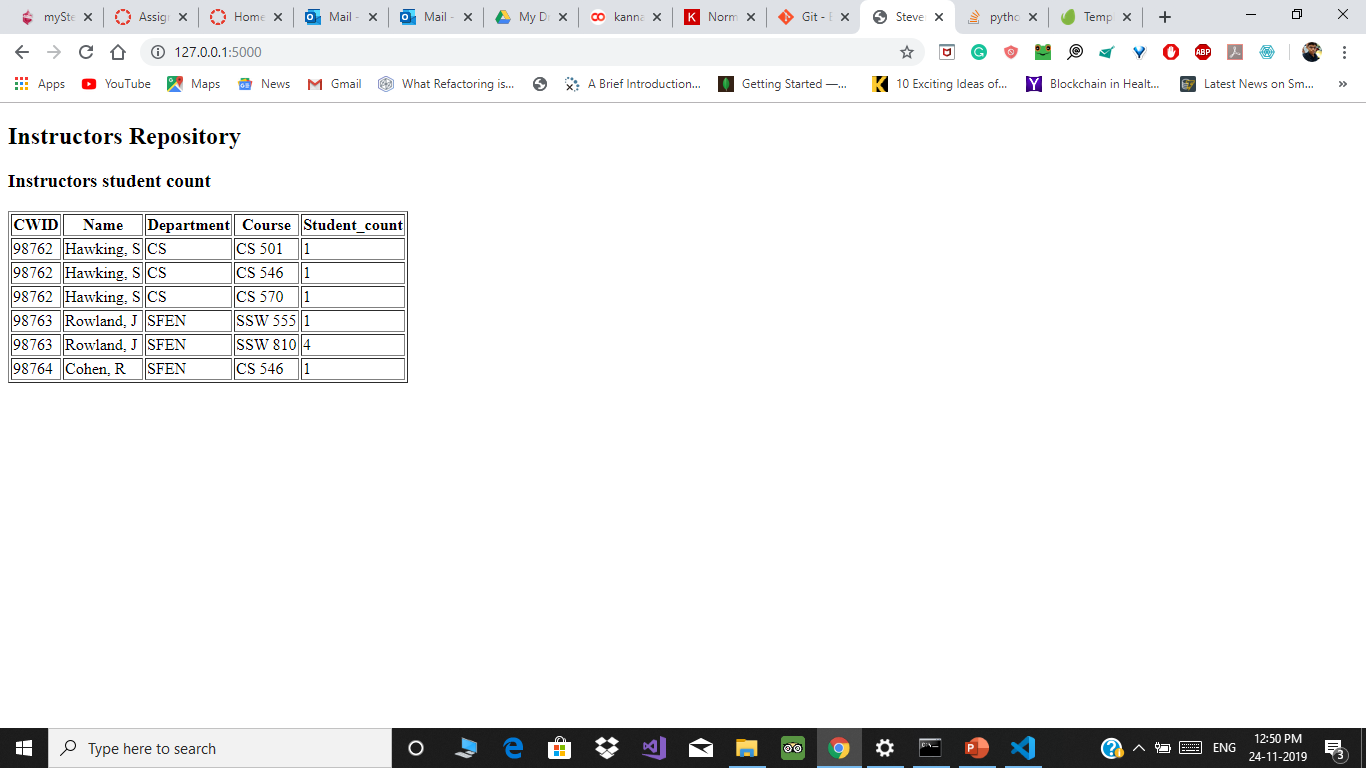 mySte Assign Home Mail - Mail - My Dr kanna Norm Git - B Steve pytho Temp
127.0.0.1:5000
Apps YouTube Maps News Gmail What Refactoring is... A Brief Introduction... Getting Started —... 10 Exciting Ideas of... Blockchain in Healt... Latest News on Sm... »
Instructors Repository
Instructors student count
CWID Name Department Course Student_count
98762 Hawking, S CS CS 501 1
98762 Hawking, S CS CS 546 1
98762 Hawking, S CS CS 570 1
98763 Rowland, J SFEN SSW 555 1
98763 Rowland, J SFEN SSW 810 4
98764 Cohen, R SFEN CS 546 1
Type here to search ENG 12:50 PM
24-11-2019 3